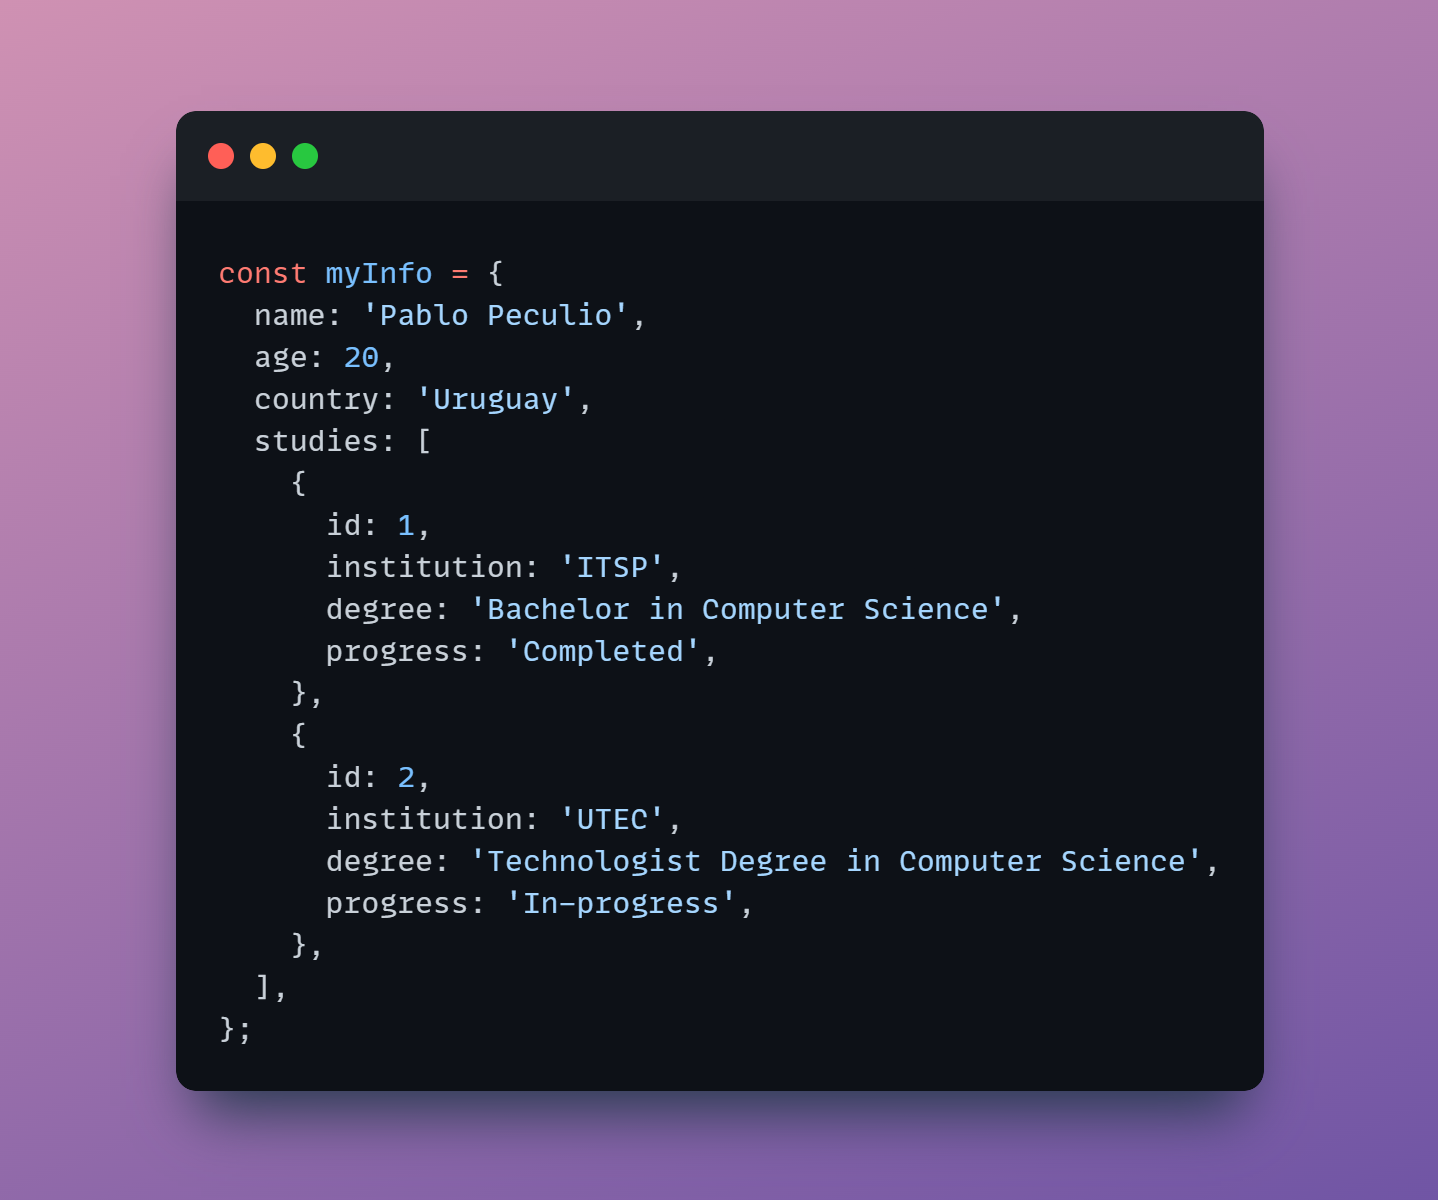 const myInfo = {
  name: 'Pablo Peculio',
  age: 20,
  country: 'Uruguay',
  studies: [
    {
      id: 1,
      institution: 'ITSP',
      degree: 'Bachelor in Computer Science',
      progress: 'Completed',
    },
    {
      id: 2,
      institution: 'UTEC',
      degree: 'Technologist Degree in Computer Science',
      progress: 'In-progress',
    },
  ],
};